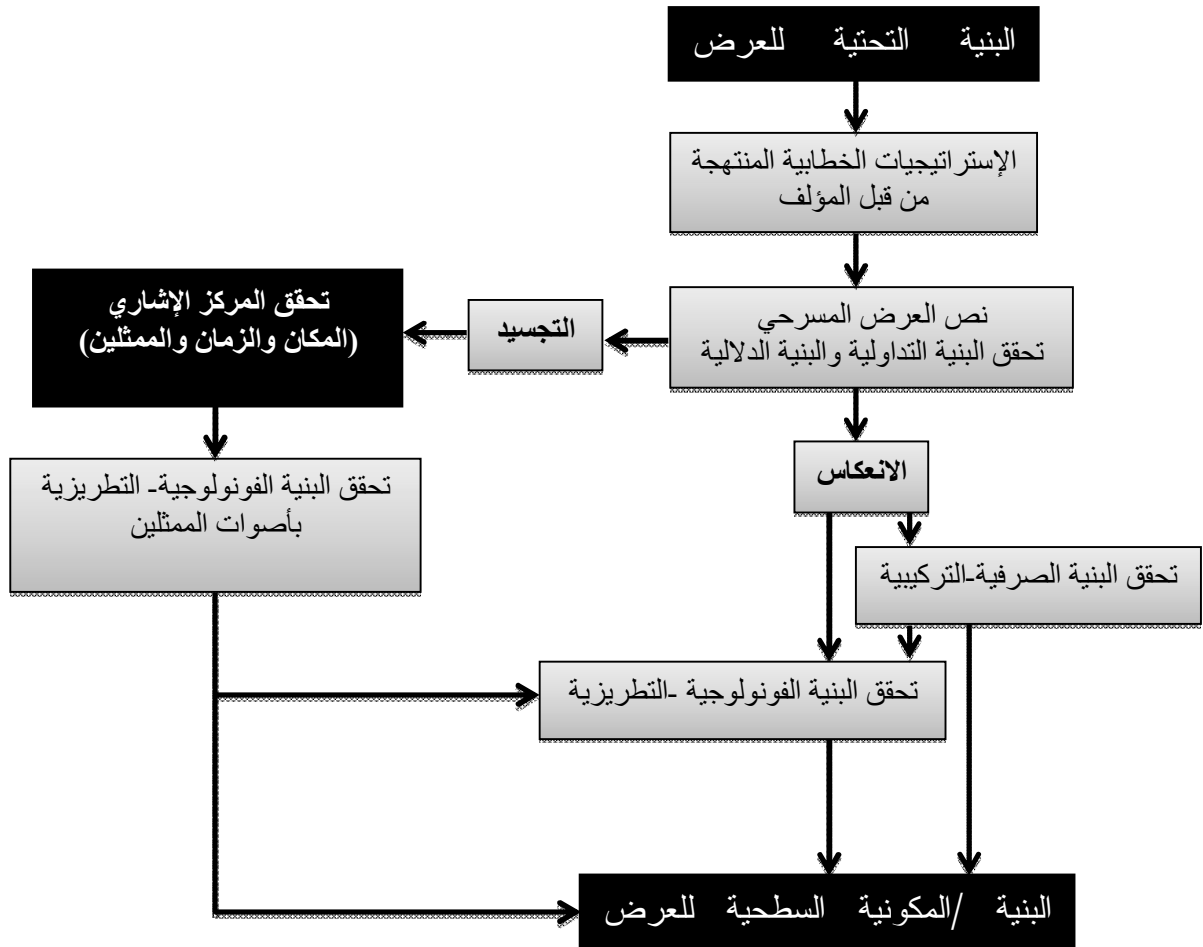 البنية التحتية للعرض
الإستراتيجيات الخطابية المنتهجة
من قبل المؤلف
نص العرض المسرحي
تحقق البنية التداولية والبنية الدلالية
التجسيد
تحقق المركز الإشاري
(المكان والزمان والممثلين)
تحقق البنية الفونولوجية- التطريزية
بأصوات الممثلين
الانعكاس
تحقق البنية الصرفية-التركيبية
تحقق البنية الفونولوجية -التطريزية
البنية /المكونية السطحية للعرض